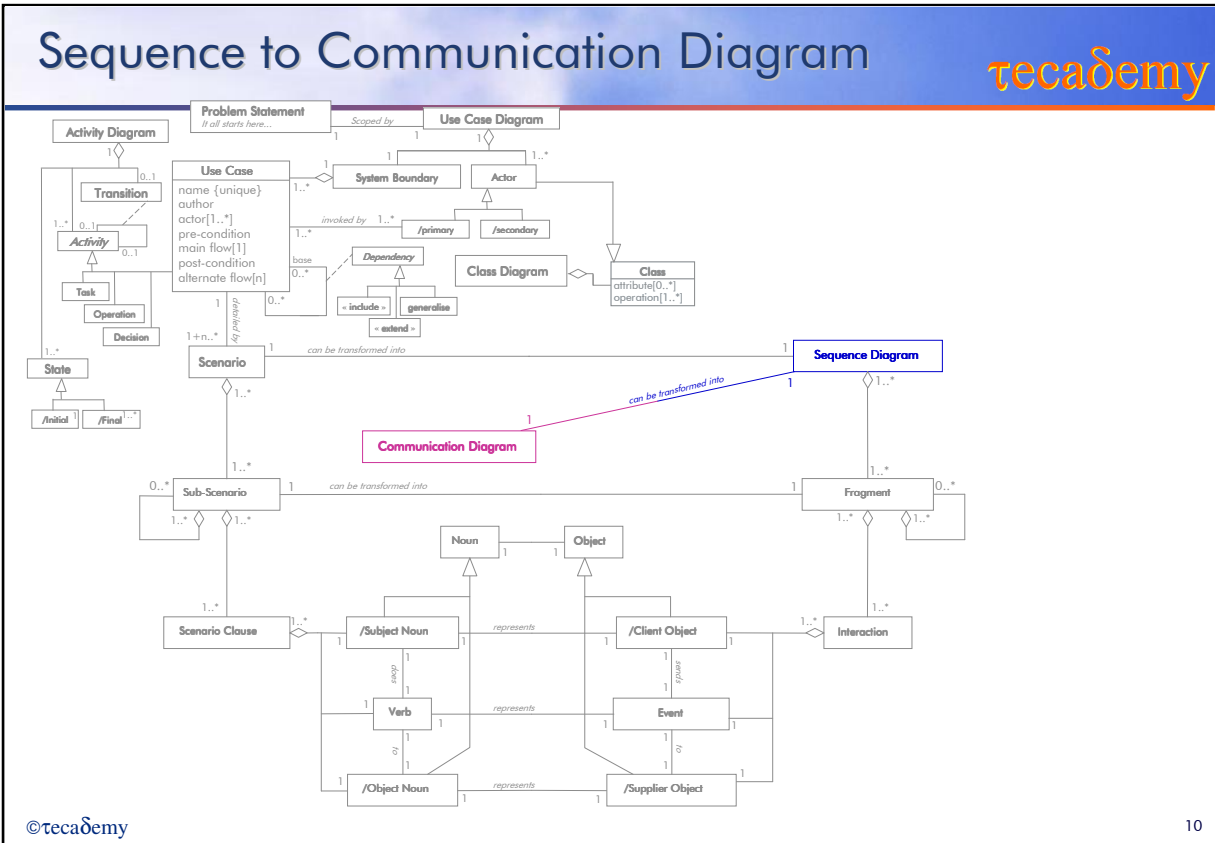 Sequence to Communication Diagram
τecaδemy
Problem Statement
It all starts here...
1
Scoped by
1
Use Case Diagram
1
Activity Diagram
1
0..1
Transition
1..*
0..1
Activity
0..1
Task
Operation
Decision
1..*
State
/Initial
1
/Final
1..*
Use Case
name {unique}
author
actor[1..*]
pre-condition
main flow[1]
post-condition
alternate flow[n]
1
1..*
1
System Boundary
1..*
Actor
invoked by
1..*
1..*
/primary
/secondary
base
0..*
0..*
Dependency
« include »
generalise
« extend »
Class Diagram
Class
attribute[0..*]
operation[1..*]
1
detailed by
1+n..*
Scenario
1
can be transformed into
1
Sequence Diagram
1..*
1
can be transformed into
1
Communication Diagram
1..*
1..*
0..*
Sub-Scenario
1
can be transformed into
1
1..*
Fragment
0..*
1..*
1..*
1..*
1..*
Noun
1
1
Object
1..*
Scenario Clause
1..*
1
/Subject Noun
1
represents
1
/Client Object
1
1..*
1..*
Interaction
1
does
1
1
sends
1
1
Verb
1
represents
1
Event
1
1
to
1
1
to
1
1
/Object Noun
1
represents
1
/Supplier Object
1
©τecaδemy
10